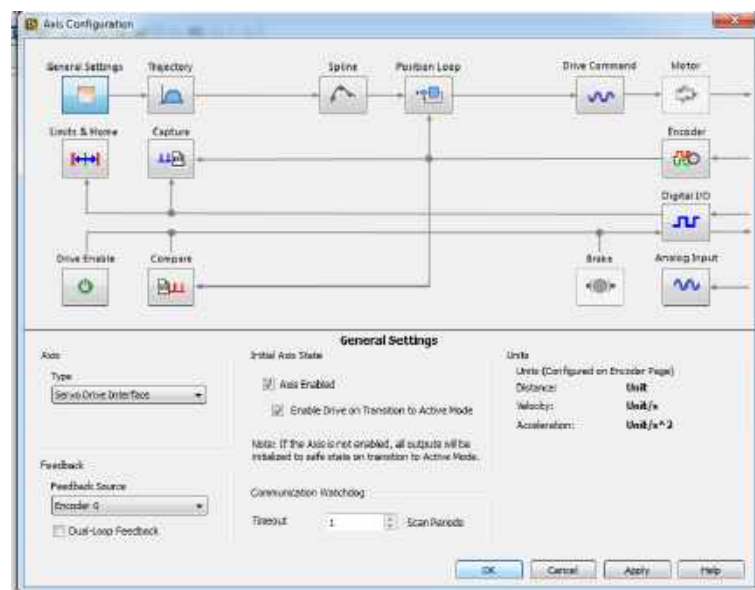 Axis Configuration
General Settings Trajectory Spline Position Loop Drive Command Motor
Limits & Home Capture Encoder
Digital I/O
Drive Enable Compare Brake Analog Input
General Settings
Axis
Type
Servo Drive Interface
Feedback
Feedback Source
Encoder 0
Dual-Loop Feedback
Initial Axis State
Axis Enabled
Enable Drive on Transition to Active Mode
Note: If the Axis is not enabled, all outputs will be
initialized to safe state on transition to Active Mode.
Communication Watchdog
Timeout 1 Scan Periods
Units
Units (Configured on Encoder Page)
Distance: Unit
Velocity: Unit/s
Acceleration: Unit/s^2
OK Cancel Apply Help